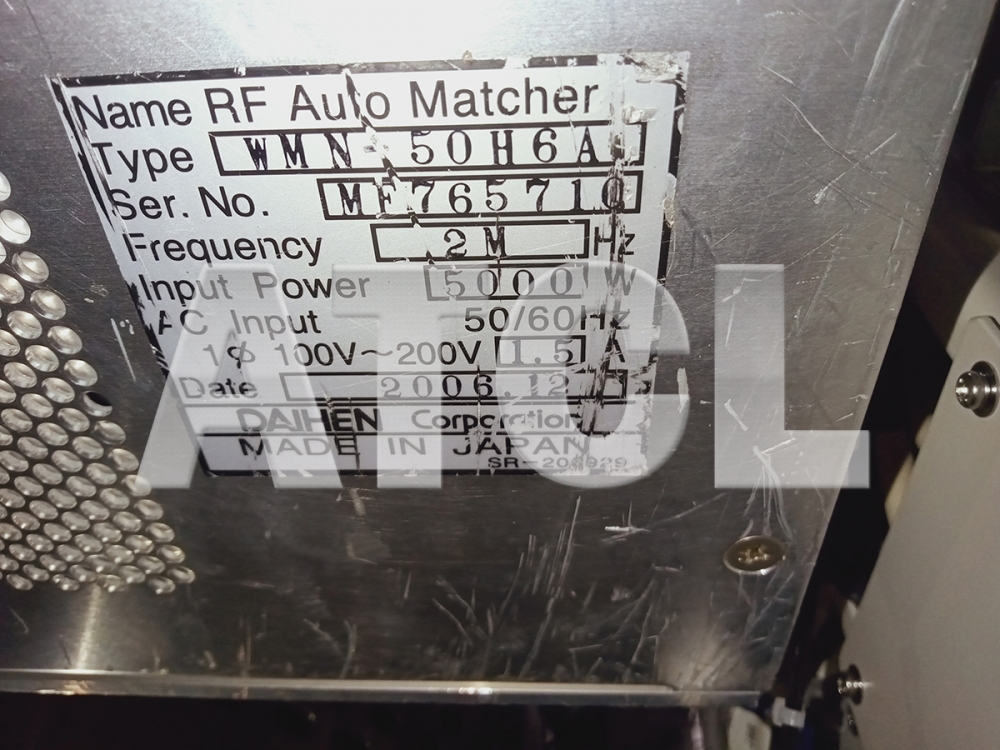 Name RF Auto Matcher
Type WMN-50H6A
Ser. No.
Frequency 2M Hz
Input Power 5000 W
AC Input 50/60Hz
1Φ 100V~200V 1.5 A
Date 2006.12
DAIHEN Corporation
MADE IN JAPAN
ATCL